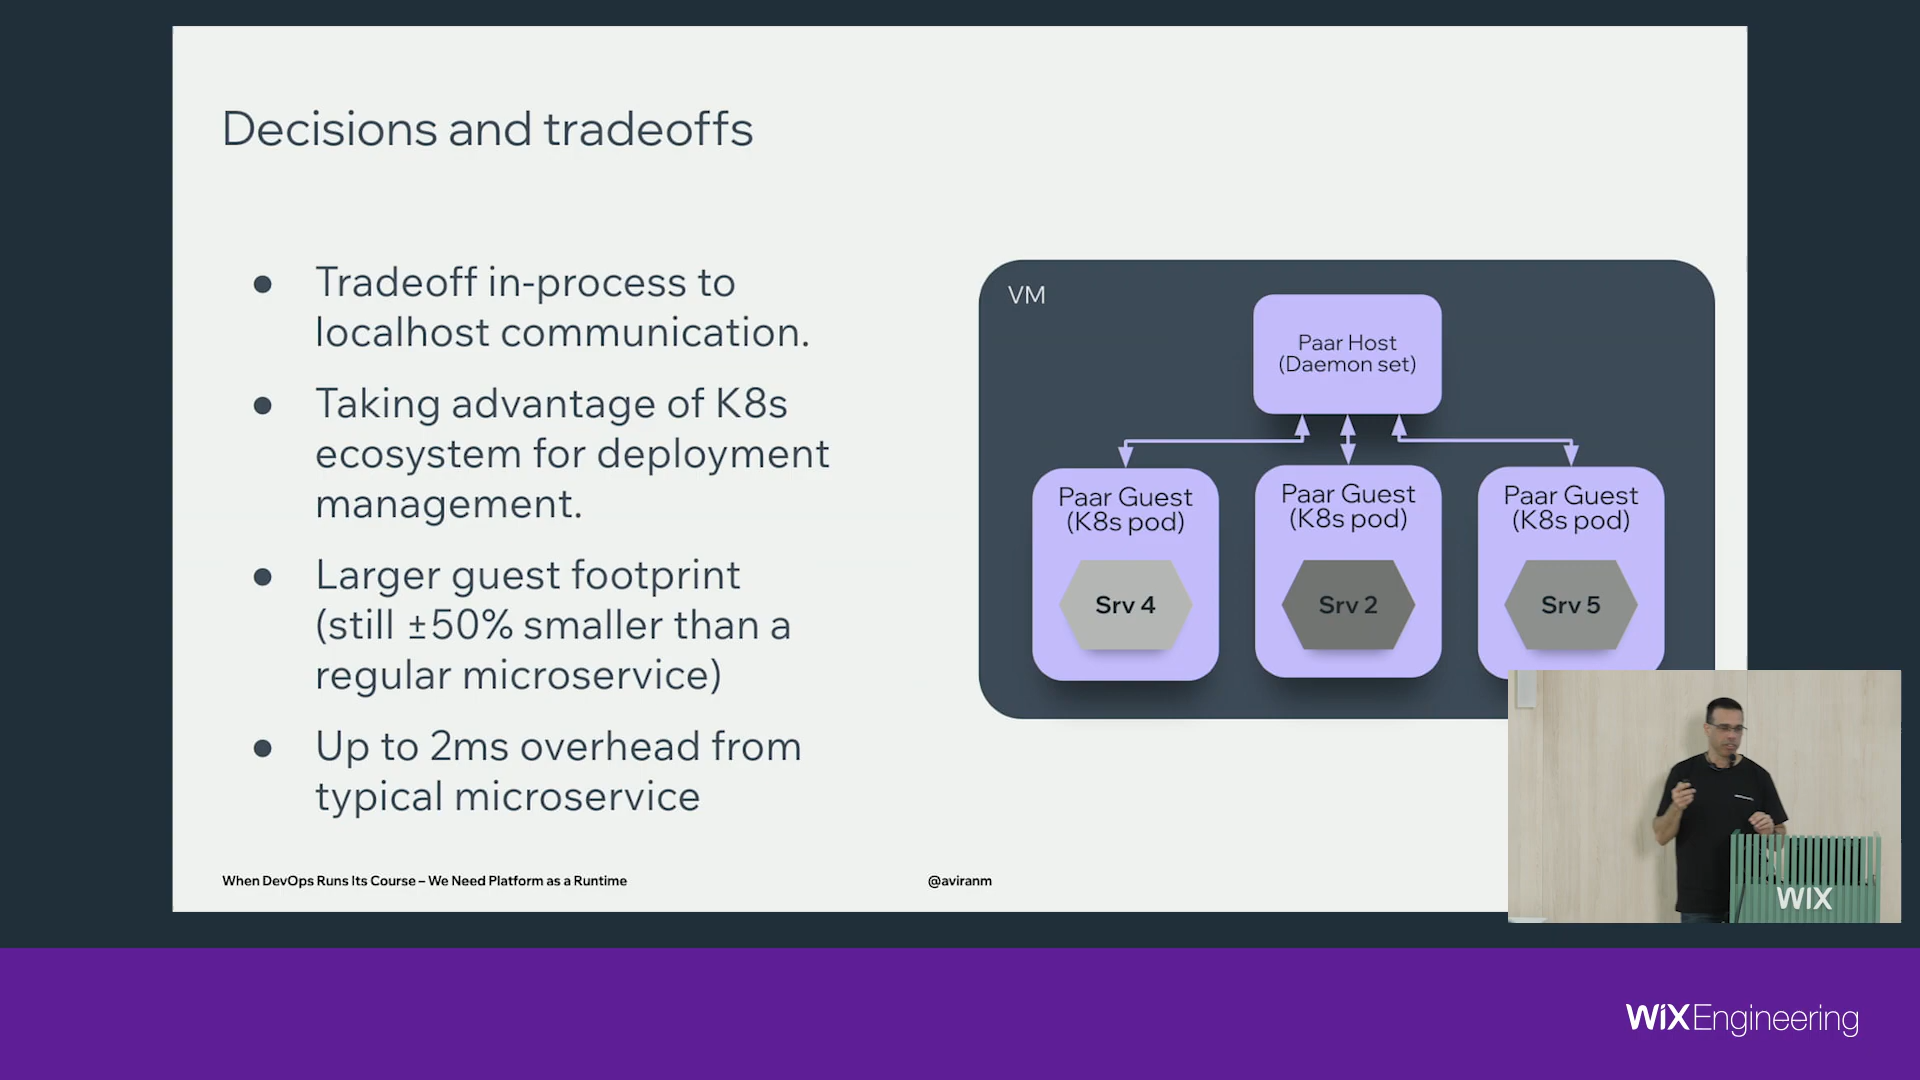 Decisions and tradeoffs
● Tradeoff in-process to
localhost communication.
● Taking advantage of K8s
ecosystem for deployment
management.
● Larger guest footprint
(still ±50% smaller than a
regular microservice)
● Up to 2ms overhead from
typical microservice
VM
Paar Host
(Daemon set)
Paar Guest
(K8s pod)
Srv 4
Paar Guest
(K8s pod)
Srv 2
Paar Guest
(K8s pod)
Srv 5
When DevOps Runs Its Course – We Need Platform as a Runtime
@aviranm
WIX
WiX Engineering